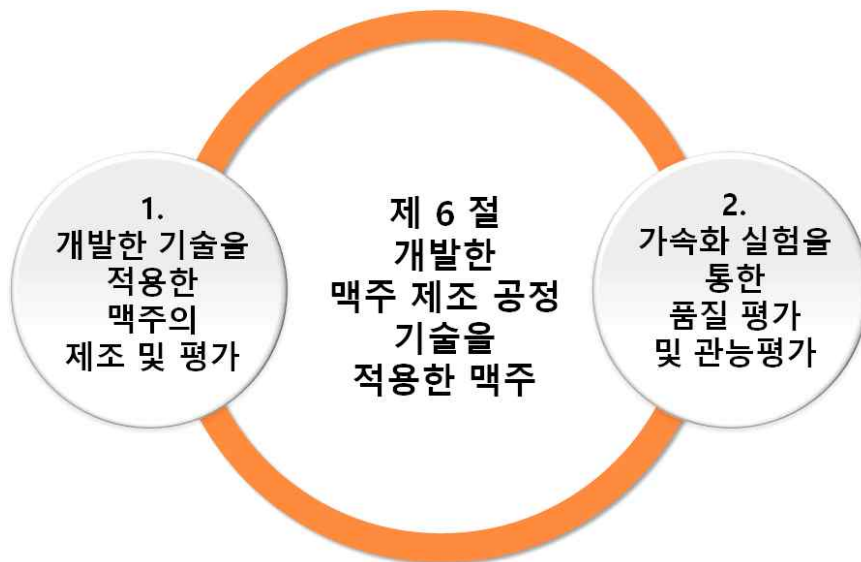 1.
개발한 기술을
적용한
맥주의
제조 및 평가
제 6 절
개발한
맥주 제조 공정
기술을
적용한 맥주
2.
가속화 실험을
통한
품질 평가
및 관능평가